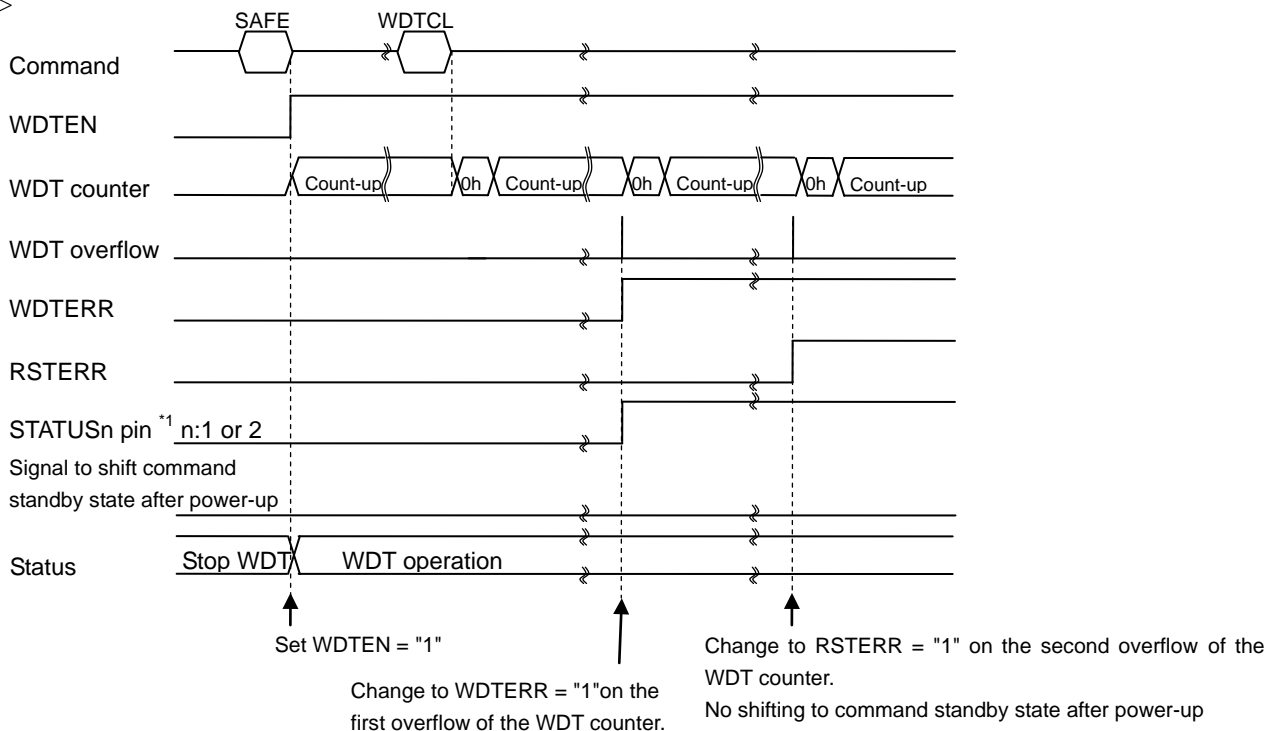 SAFE WDTCL
Command
WDTEN
WDT counter Count-up 0h Count-up 0h Count-up 0h Count-up
WDT overflow
WDTERR
RSTERR
STATUSn pin *1 n:1 or 2
Signal to shift command
standby state after power-up
Status Stop WDT WDT operation
Set WDTEN = "1"
Change to WDTERR = "1"on the
first overflow of the WDT counter.
Change to RSTERR = "1" on the second overflow of the
WDT counter.
No shifting to command standby state after power-up